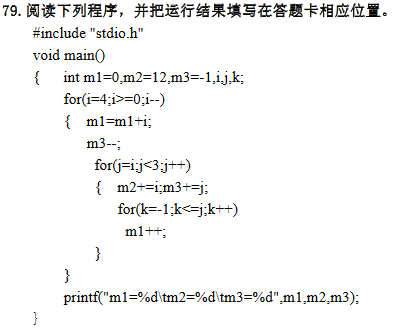 79. 阅读下列程序，并把运行结果填写在答题卡相应位置。
#include "stdio.h"
void main()
{ int m1=0,m2=12,m3=-1,i,j,k;
for(i=4;i>=0;i--)
{ m1=m1+i;
m3--;
for(j=i;j<3;j++)
{ m2+=i;m3+=j;
for(k=-1;k<=j;k++)
m1++;
}
}
printf("m1=%d\tm2=%d\tm3=%d",m1,m2,m3);
}